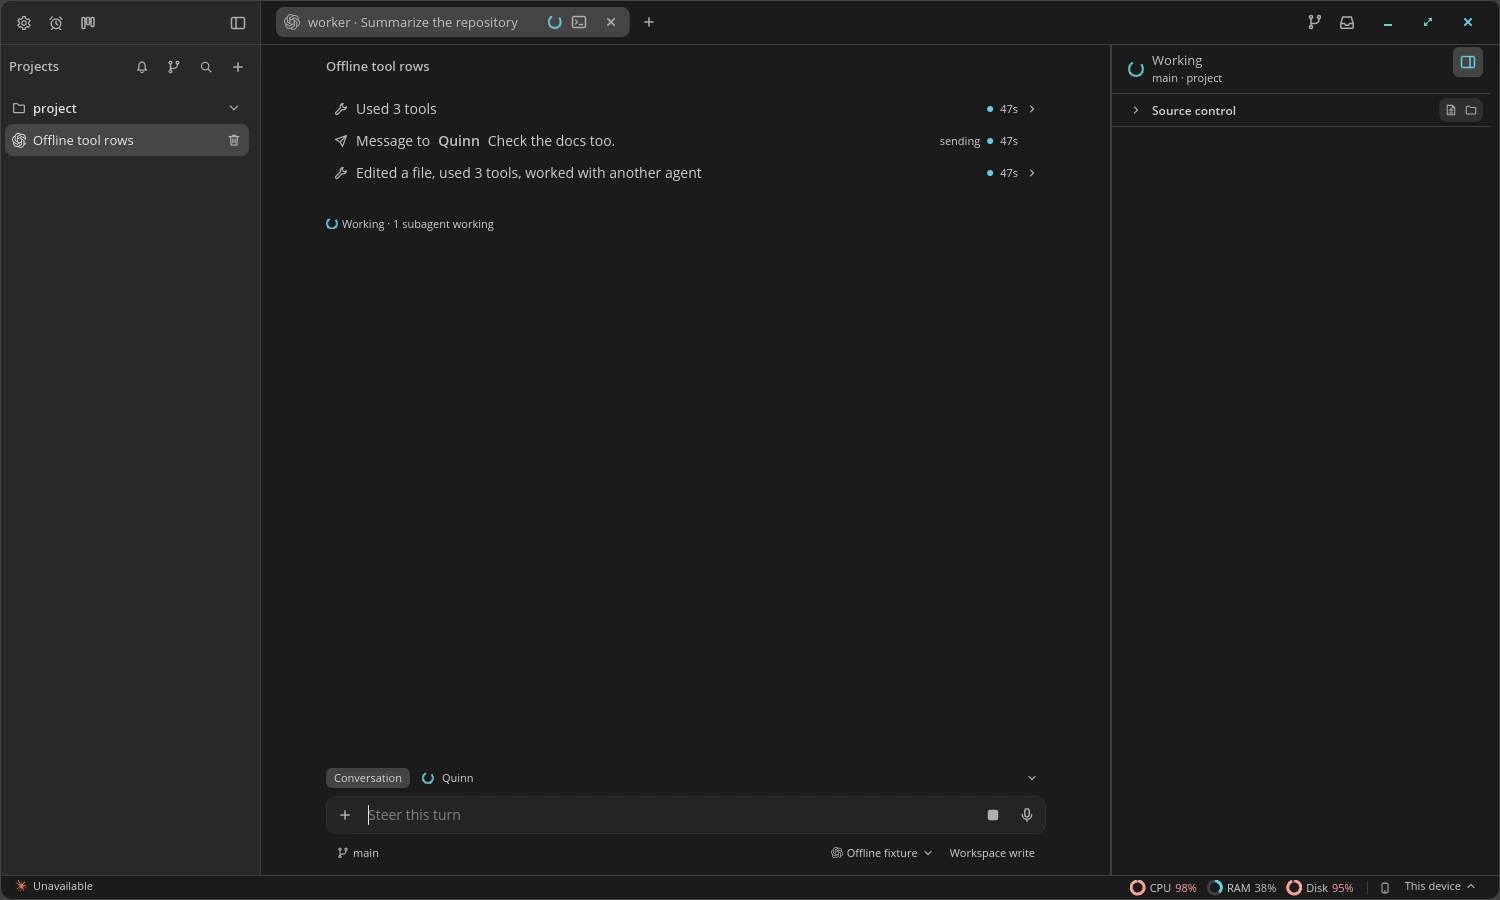 worker · Summarize the repository
Projects
project
Offline tool rows
Offline tool rows
Used 3 tools 47s
Message to Quinn Check the docs too. sending 47s
Edited a file, used 3 tools, worked with another agent 47s
Working · 1 subagent working
Conversation Quinn
Steer this turn
main Offline fixture Workspace write
Working
main · project
Source control
Unavailable CPU 98% RAM 38% Disk 95% This device